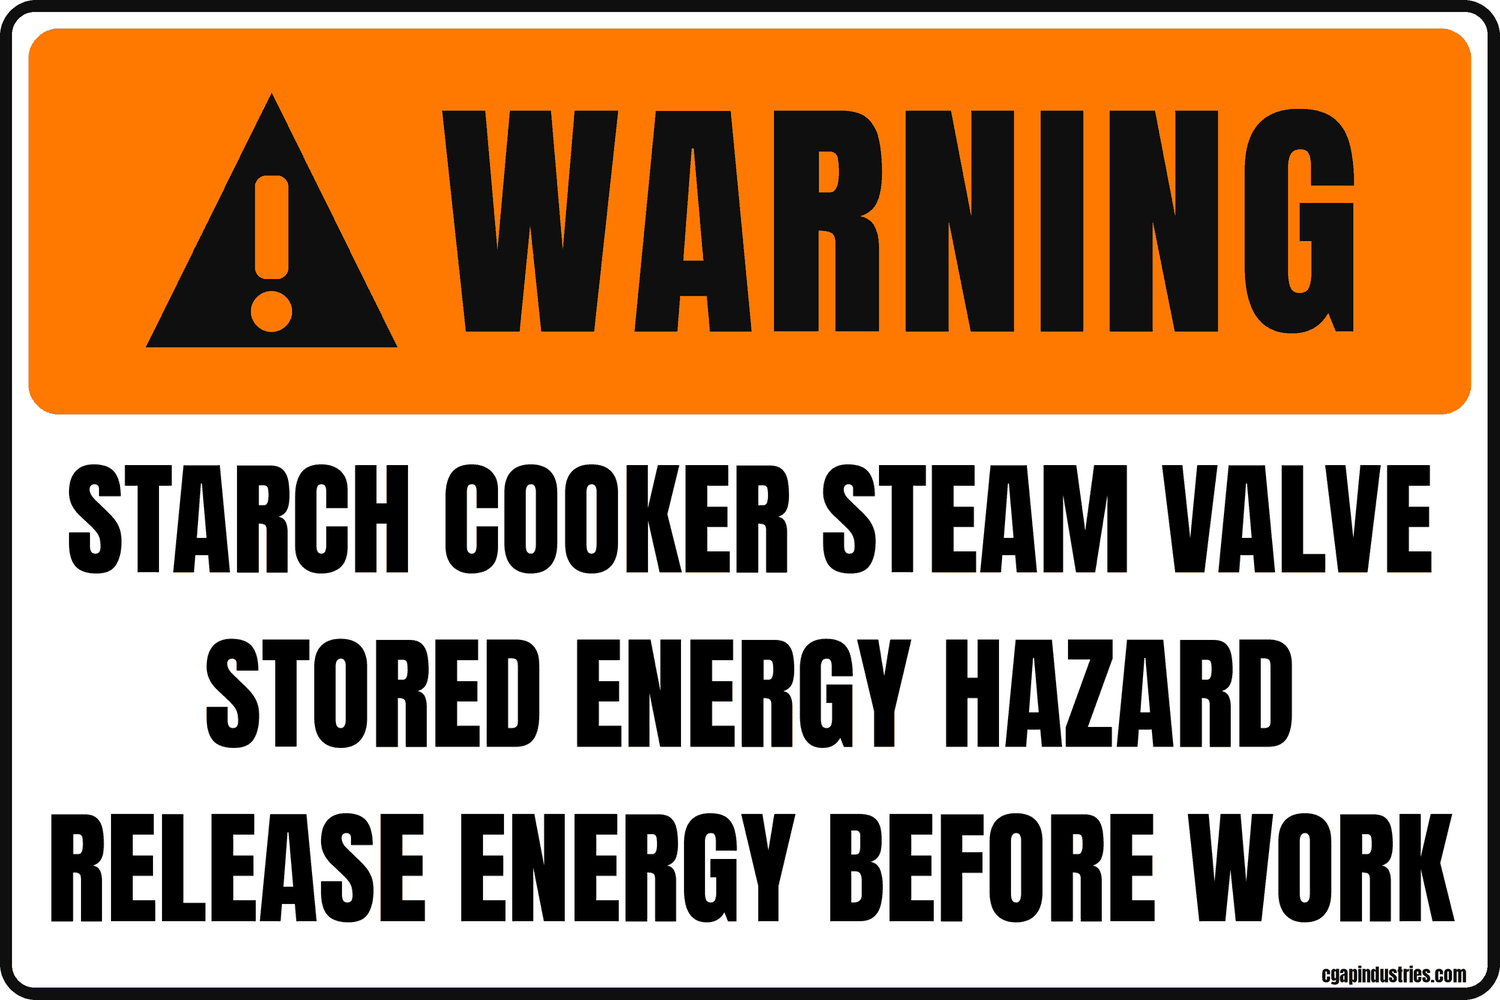 WARNING
STARCH COOKER STEAM VALVE
STORED ENERGY HAZARD
RELEASE ENERGY BEFORE WORK
cgapindustries.com